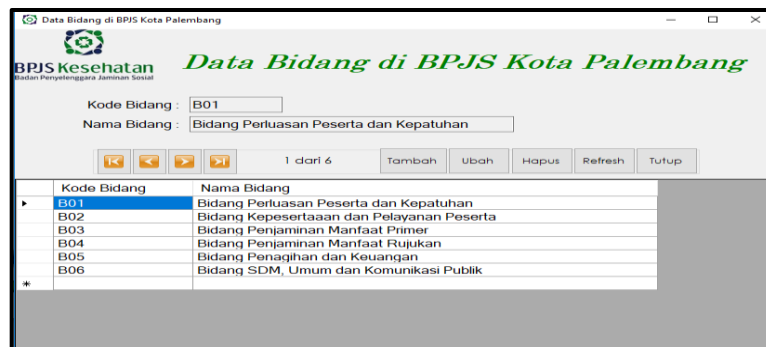 Data Bidang di BPJS Kota Palembang
BPJS Kesehatan
Badan Penyelenggara Jaminan Sosial
Data Bidang di BPJS Kota Palembang
Kode Bidang : B01
Nama Bidang : Bidang Perluasan Peserta dan Kepatuhan
1 dari 6 Tambah Ubah Hapus Refresh Tutup
Kode Bidang Nama Bidang
B01 Bidang Perluasan Peserta dan Kepatuhan
B02 Bidang Kepesertaaan dan Pelayanan Peserta
B03 Bidang Penjaminan Manfaat Primer
B04 Bidang Penjaminan Manfaat Rujukan
B05 Bidang Penagihan dan Keuangan
B06 Bidang SDM, Umum dan Komunikasi Publik